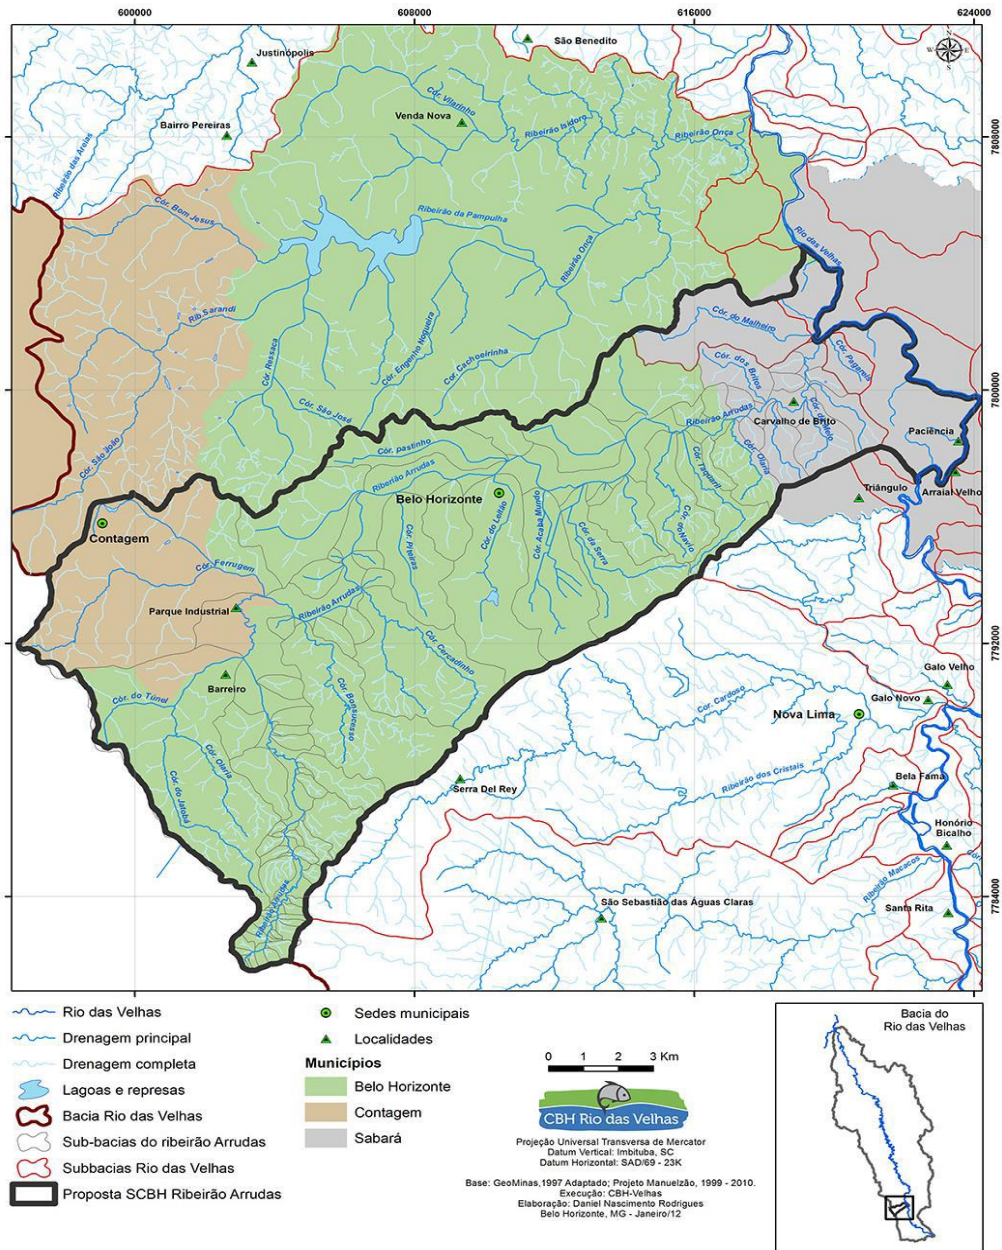 600000
608000
616000
624000
São Benedito
Justinópolis
N
W
E
S
Cór. Vilarinho
Venda Nova
Ribeirão Isidoro
Bairro Pereiras
Ribeirão Onça
7808000
Ribeirão das Areias
Cór. Bom Jesus
Ribeirão da Pampulha
Rio das Velhas
Ribeirão Onça
Rib. Sarandi
Cór. do Malheiro
Cór. Engenho Nogueira
Cór. Ressaca
Cór. Cachoeirinha
Cór. dos Britos
7800000
Cór. São José
Ribeirão Arrudas
Carvalho de Brito
Paciência
Cór. pastinho
Cór. São João
Cór. Taquaril
Cór. Olaria
Ribeirão Arrudas
Belo Horizonte
Triângulo
Arraial Velho
Cór. do Leitão
Cór. Acaba Mundo
Cór. da Serra
Cór. do Navio
Contagem
Cór. Ferrugem
Parque Industrial
Ribeirão Arrudas
7792000
Cór. Cercadinho
Galo Velho
Barreiro
Cór. do Túnel
Cór. Bonsucesso
Cor. Cardoso
Galo Novo
Nova Lima
Cór. Olaria
Cór. do Jatobá
Serra Del Rey
Ribeirão dos Cristais
Bela Fama
Honório
Bicalho
Ribeirão Macacos
7784000
Ribeirão Arrudas
São Sebastião das Águas Claras
Santa Rita
Rio das Velhas
Drenagem principal
Drenagem completa
Lagoas e represas
Bacia Rio das Velhas
Sub-bacias do ribeirão Arrudas
Subbacias Rio das Velhas
Proposta SCBH Ribeirão Arrudas
Sedes municipais
Localidades
Municípios
Belo Horizonte
Contagem
Sabará
0 1 2 3 Km
CBH Rio das Velhas
Projeção Universal Transversa de Mercator
Datum Vertical: Imbituba, SC
Datum Horizontal: SAD/69 - 23K
Base: GeoMinas,1997 Adaptado; Projeto Manuelzão, 1999 - 2010.
Execução: CBH-Velhas
Elaboração: Daniel Nascimento Rodrigues
Belo Horizonte, MG - Janeiro/12
Bacia do
Rio das Velhas